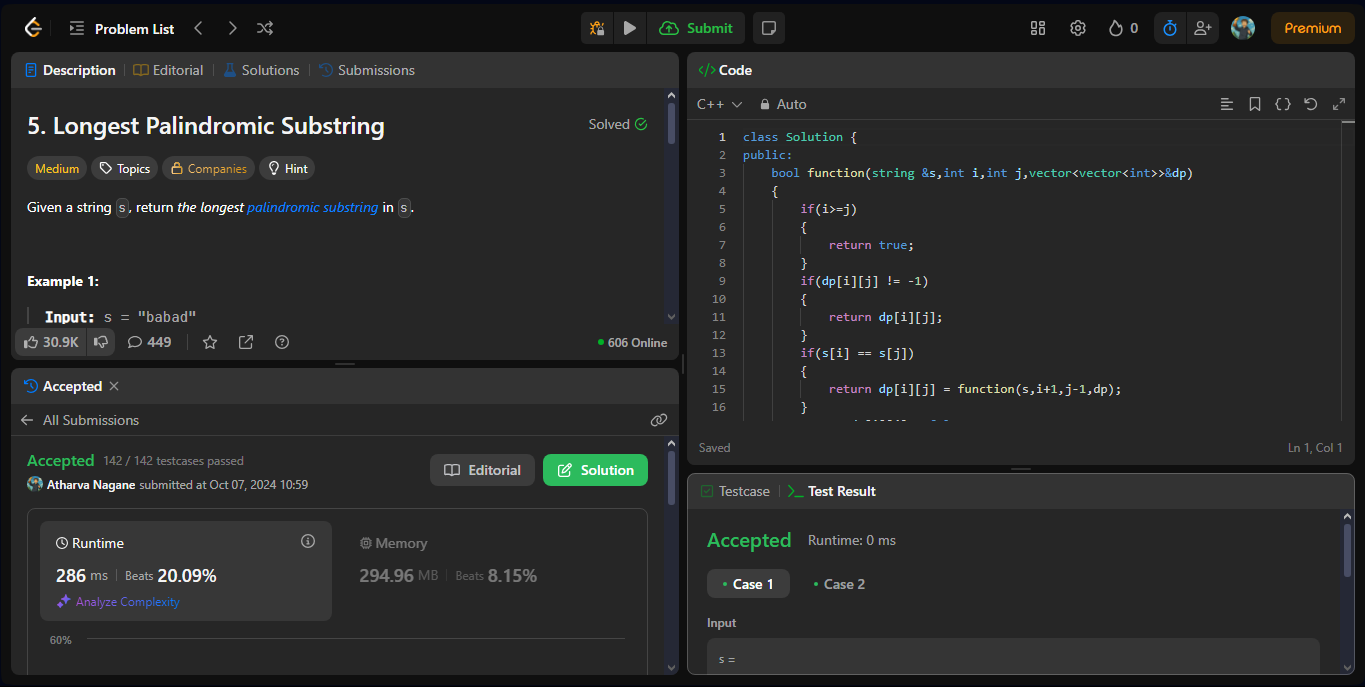 Problem List
Submit
0
Premium
Description
Editorial
Solutions
Submissions
5. Longest Palindromic Substring
Solved
Medium
Topics
Companies
Hint
Given a string s, return the longest palindromic substring in s.
Example 1:
Input: s = "babad"
30.9K
449
606 Online
Accepted
All Submissions
Accepted 142 / 142 testcases passed
Atharva Nagane submitted at Oct 07, 2024 10:59
Editorial
Solution
Runtime
286 ms Beats 20.09%
Analyze Complexity
Memory
294.96 MB Beats 8.15%
60%
</> Code
C++
Auto
1 class Solution {
2 public:
3 bool function(string &s,int i,int j,vector<vector<int>>&dp)
4 {
5 if(i>=j)
6 {
7 return true;
8 }
9 if(dp[i][j] != -1)
10 {
11 return dp[i][j];
12 }
13 if(s[i] == s[j])
14 {
15 return dp[i][j] = function(s,i+1,j-1,dp);
16 }
Saved
Ln 1, Col 1
Testcase
Test Result
Accepted Runtime: 0 ms
Case 1
Case 2
Input
s =